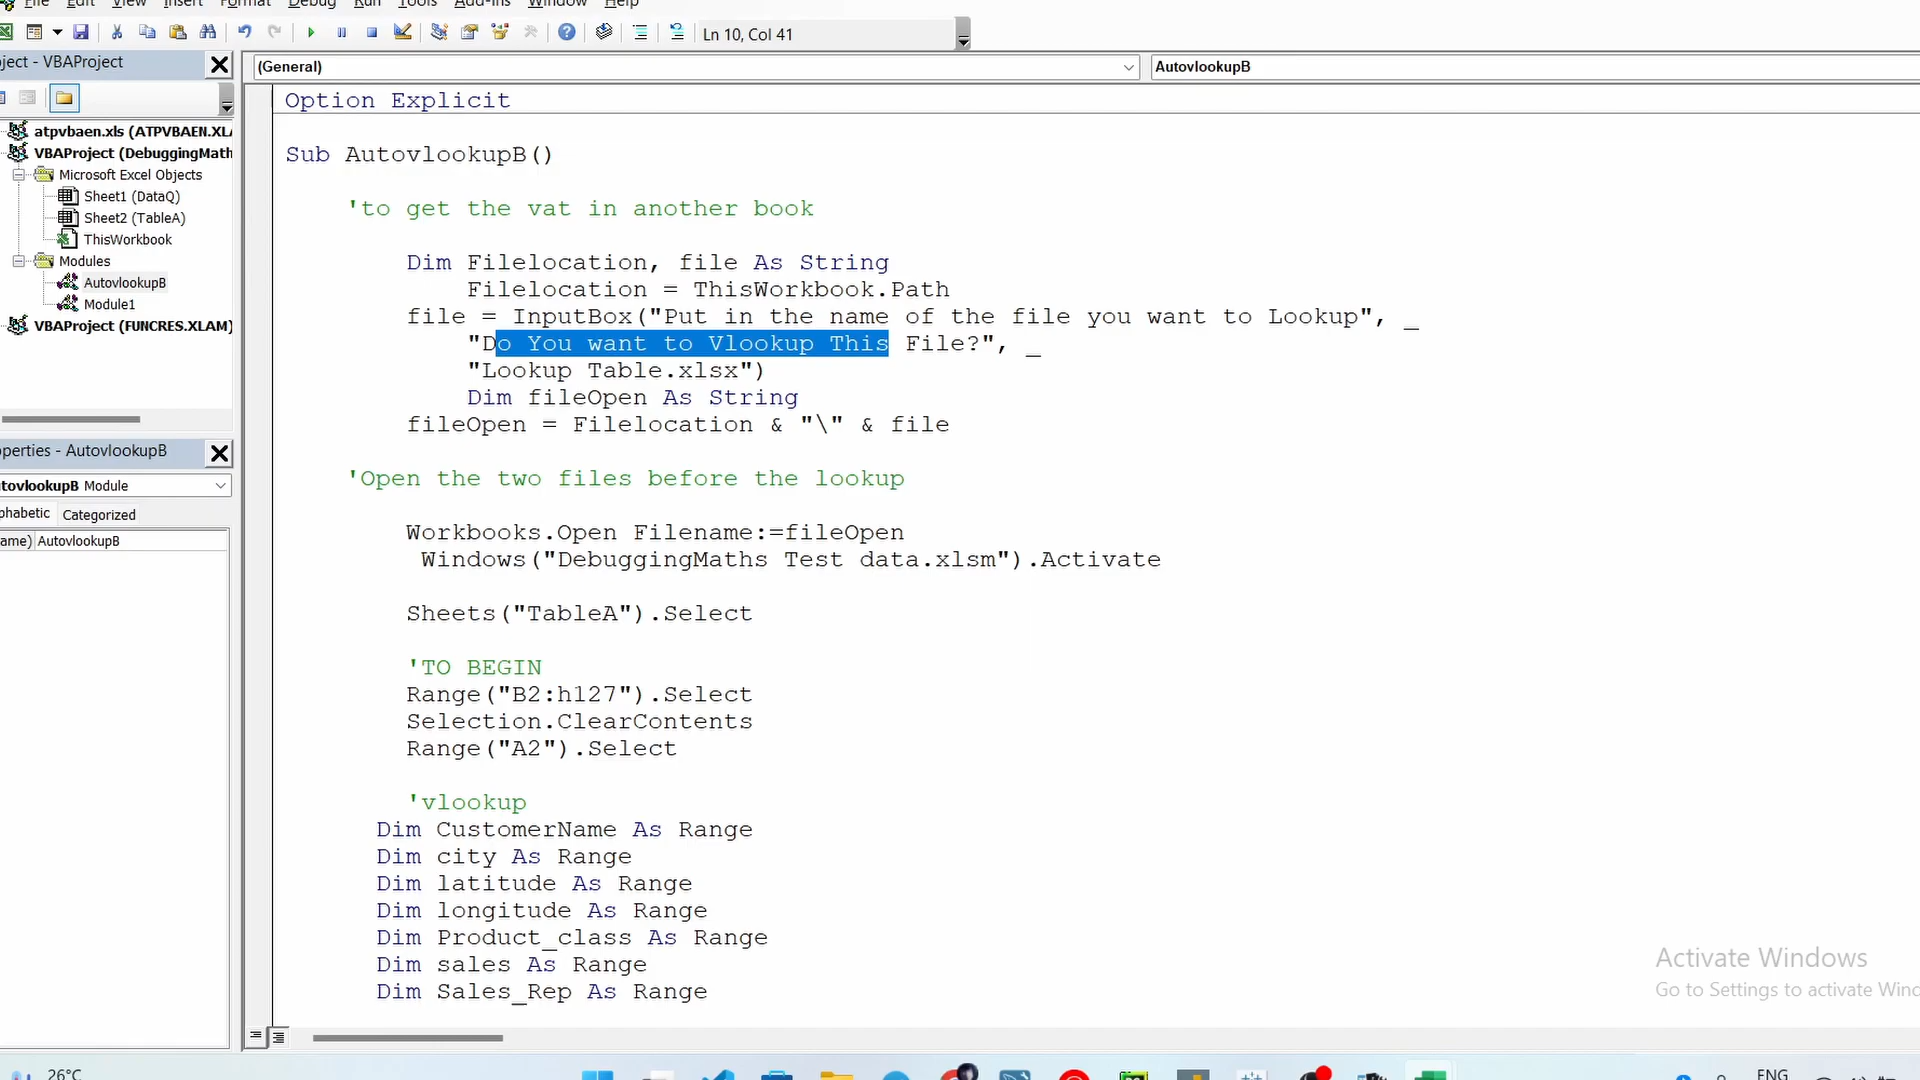 File Edit View Insert Format Debug Run Tools Add-Ins Window Help
Ln 10, Col 41
ject - VBAProject
atpvbaen.xls (ATPVBAEN.XLA
VBAProject (DebuggingMath
Microsoft Excel Objects
Sheet1 (DataQ)
Sheet2 (TableA)
ThisWorkbook
Modules
AutovlookupB
Module1
VBAProject (FUNCRES.XLAM)
operties - AutovlookupB
utovlookupB Module
phabetic Categorized
ame) AutovlookupB
(General) AutovlookupB
Option Explicit
Sub AutovlookupB()
'to get the vat in another book
Dim Filelocation, file As String
Filelocation = ThisWorkbook.Path
file = InputBox("Put in the name of the file you want to Lookup", _
"Do You want to Vlookup This File?", _
"Lookup Table.xlsx")
Dim fileOpen As String
fileOpen = Filelocation & "\" & file
'Open the two files before the lookup
Workbooks.Open Filename:=fileOpen
Windows("DebuggingMaths Test data.xlsm").Activate
Sheets("TableA").Select
'TO BEGIN
Range("B2:h127").Select
Selection.ClearContents
Range("A2").Select
'vlookup
Dim CustomerName As Range
Dim city As Range
Dim latitude As Range
Dim longitude As Range
Dim Product_class As Range
Dim sales As Range
Dim Sales_Rep As Range
Activate Windows
Go to Settings to activate Wind
26°C
ENG